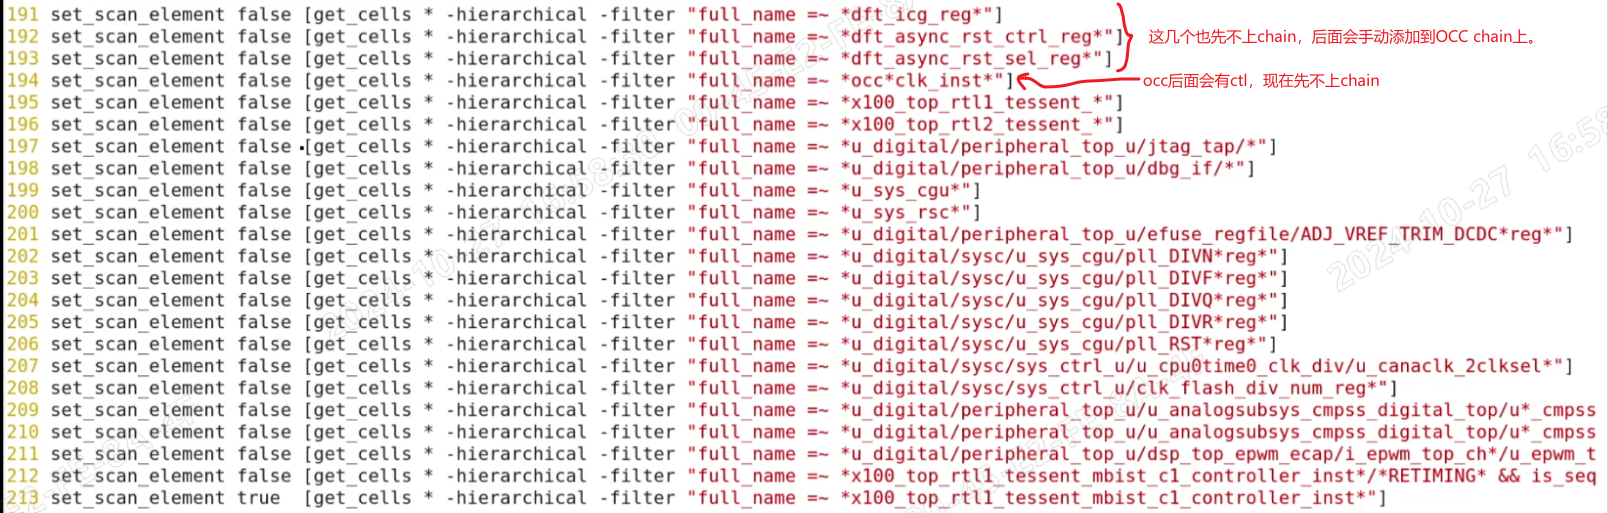 191 set_scan_element false [get_cells * -hierarchical -filter "full_name =~ *dft_icg_reg*"]
192 set_scan_element false [get_cells * -hierarchical -filter "full_name =~ *dft_async_rst_ctrl_reg*"]
这几个也先不上chain，后面会手动添加到OCC chain上。
193 set_scan_element false [get_cells * -hierarchical -filter "full_name =~ *dft_async_rst_sel_reg*"]
194 set_scan_element false [get_cells * -hierarchical -filter "full_name =~ *occ*clk_inst*"]
occ后面会有ctl，现在先不上chain
195 set_scan_element false [get_cells * -hierarchical -filter "full_name =~ *x100_top_rtl1_tessent_*"]
196 set_scan_element false [get_cells * -hierarchical -filter "full_name =~ *x100_top_rtl2_tessent_*"]
197 set_scan_element false [get_cells * -hierarchical -filter "full_name =~ *u_digital/peripheral_top_u/jtag_tap/*"]
198 set_scan_element false [get_cells * -hierarchical -filter "full_name =~ *u_digital/peripheral_top_u/dbg_if/*"]
199 set_scan_element false [get_cells * -hierarchical -filter "full_name =~ *u_sys_cgu*"]
200 set_scan_element false [get_cells * -hierarchical -filter "full_name =~ *u_sys_rsc*"]
201 set_scan_element false [get_cells * -hierarchical -filter "full_name =~ *u_digital/peripheral_top_u/efuse_regfile/ADJ_VREF_TRIM_DCDC*reg*"]
202 set_scan_element false [get_cells * -hierarchical -filter "full_name =~ *u_digital/sysc/u_sys_cgu/pll_DIVN*reg*"]
203 set_scan_element false [get_cells * -hierarchical -filter "full_name =~ *u_digital/sysc/u_sys_cgu/pll_DIVF*reg*"]
204 set_scan_element false [get_cells * -hierarchical -filter "full_name =~ *u_digital/sysc/u_sys_cgu/pll_DIVQ*reg*"]
205 set_scan_element false [get_cells * -hierarchical -filter "full_name =~ *u_digital/sysc/u_sys_cgu/pll_DIVR*reg*"]
206 set_scan_element false [get_cells * -hierarchical -filter "full_name =~ *u_digital/sysc/u_sys_cgu/pll_RST*reg*"]
207 set_scan_element false [get_cells * -hierarchical -filter "full_name =~ *u_digital/sysc/sys_ctrl_u/u_cpu0time0_clk_div/u_canaclk_2clksel*"]
208 set_scan_element false [get_cells * -hierarchical -filter "full_name =~ *u_digital/sysc/sys_ctrl_u/clk_flash_div_num_reg*"]
209 set_scan_element false [get_cells * -hierarchical -filter "full_name =~ *u_digital/peripheral_top_u/u_analogsubsys_cmpss_digital_top/u*_cmpss
210 set_scan_element false [get_cells * -hierarchical -filter "full_name =~ *u_digital/peripheral_top_u/u_analogsubsys_cmpss_digital_top/u*_cmpss
211 set_scan_element false [get_cells * -hierarchical -filter "full_name =~ *u_digital/peripheral_top_u/dsp_top_epwm_ecap/i_epwm_top_ch*/u_epwm_t
212 set_scan_element false [get_cells * -hierarchical -filter "full_name =~ *x100_top_rtl1_tessent_mbist_c1_controller_inst*/*RETIMING* && is_seq
213 set_scan_element true [get_cells * -hierarchical -filter "full_name =~ *x100_top_rtl1_tessent_mbist_c1_controller_inst*"]
2024-10-27 16:58